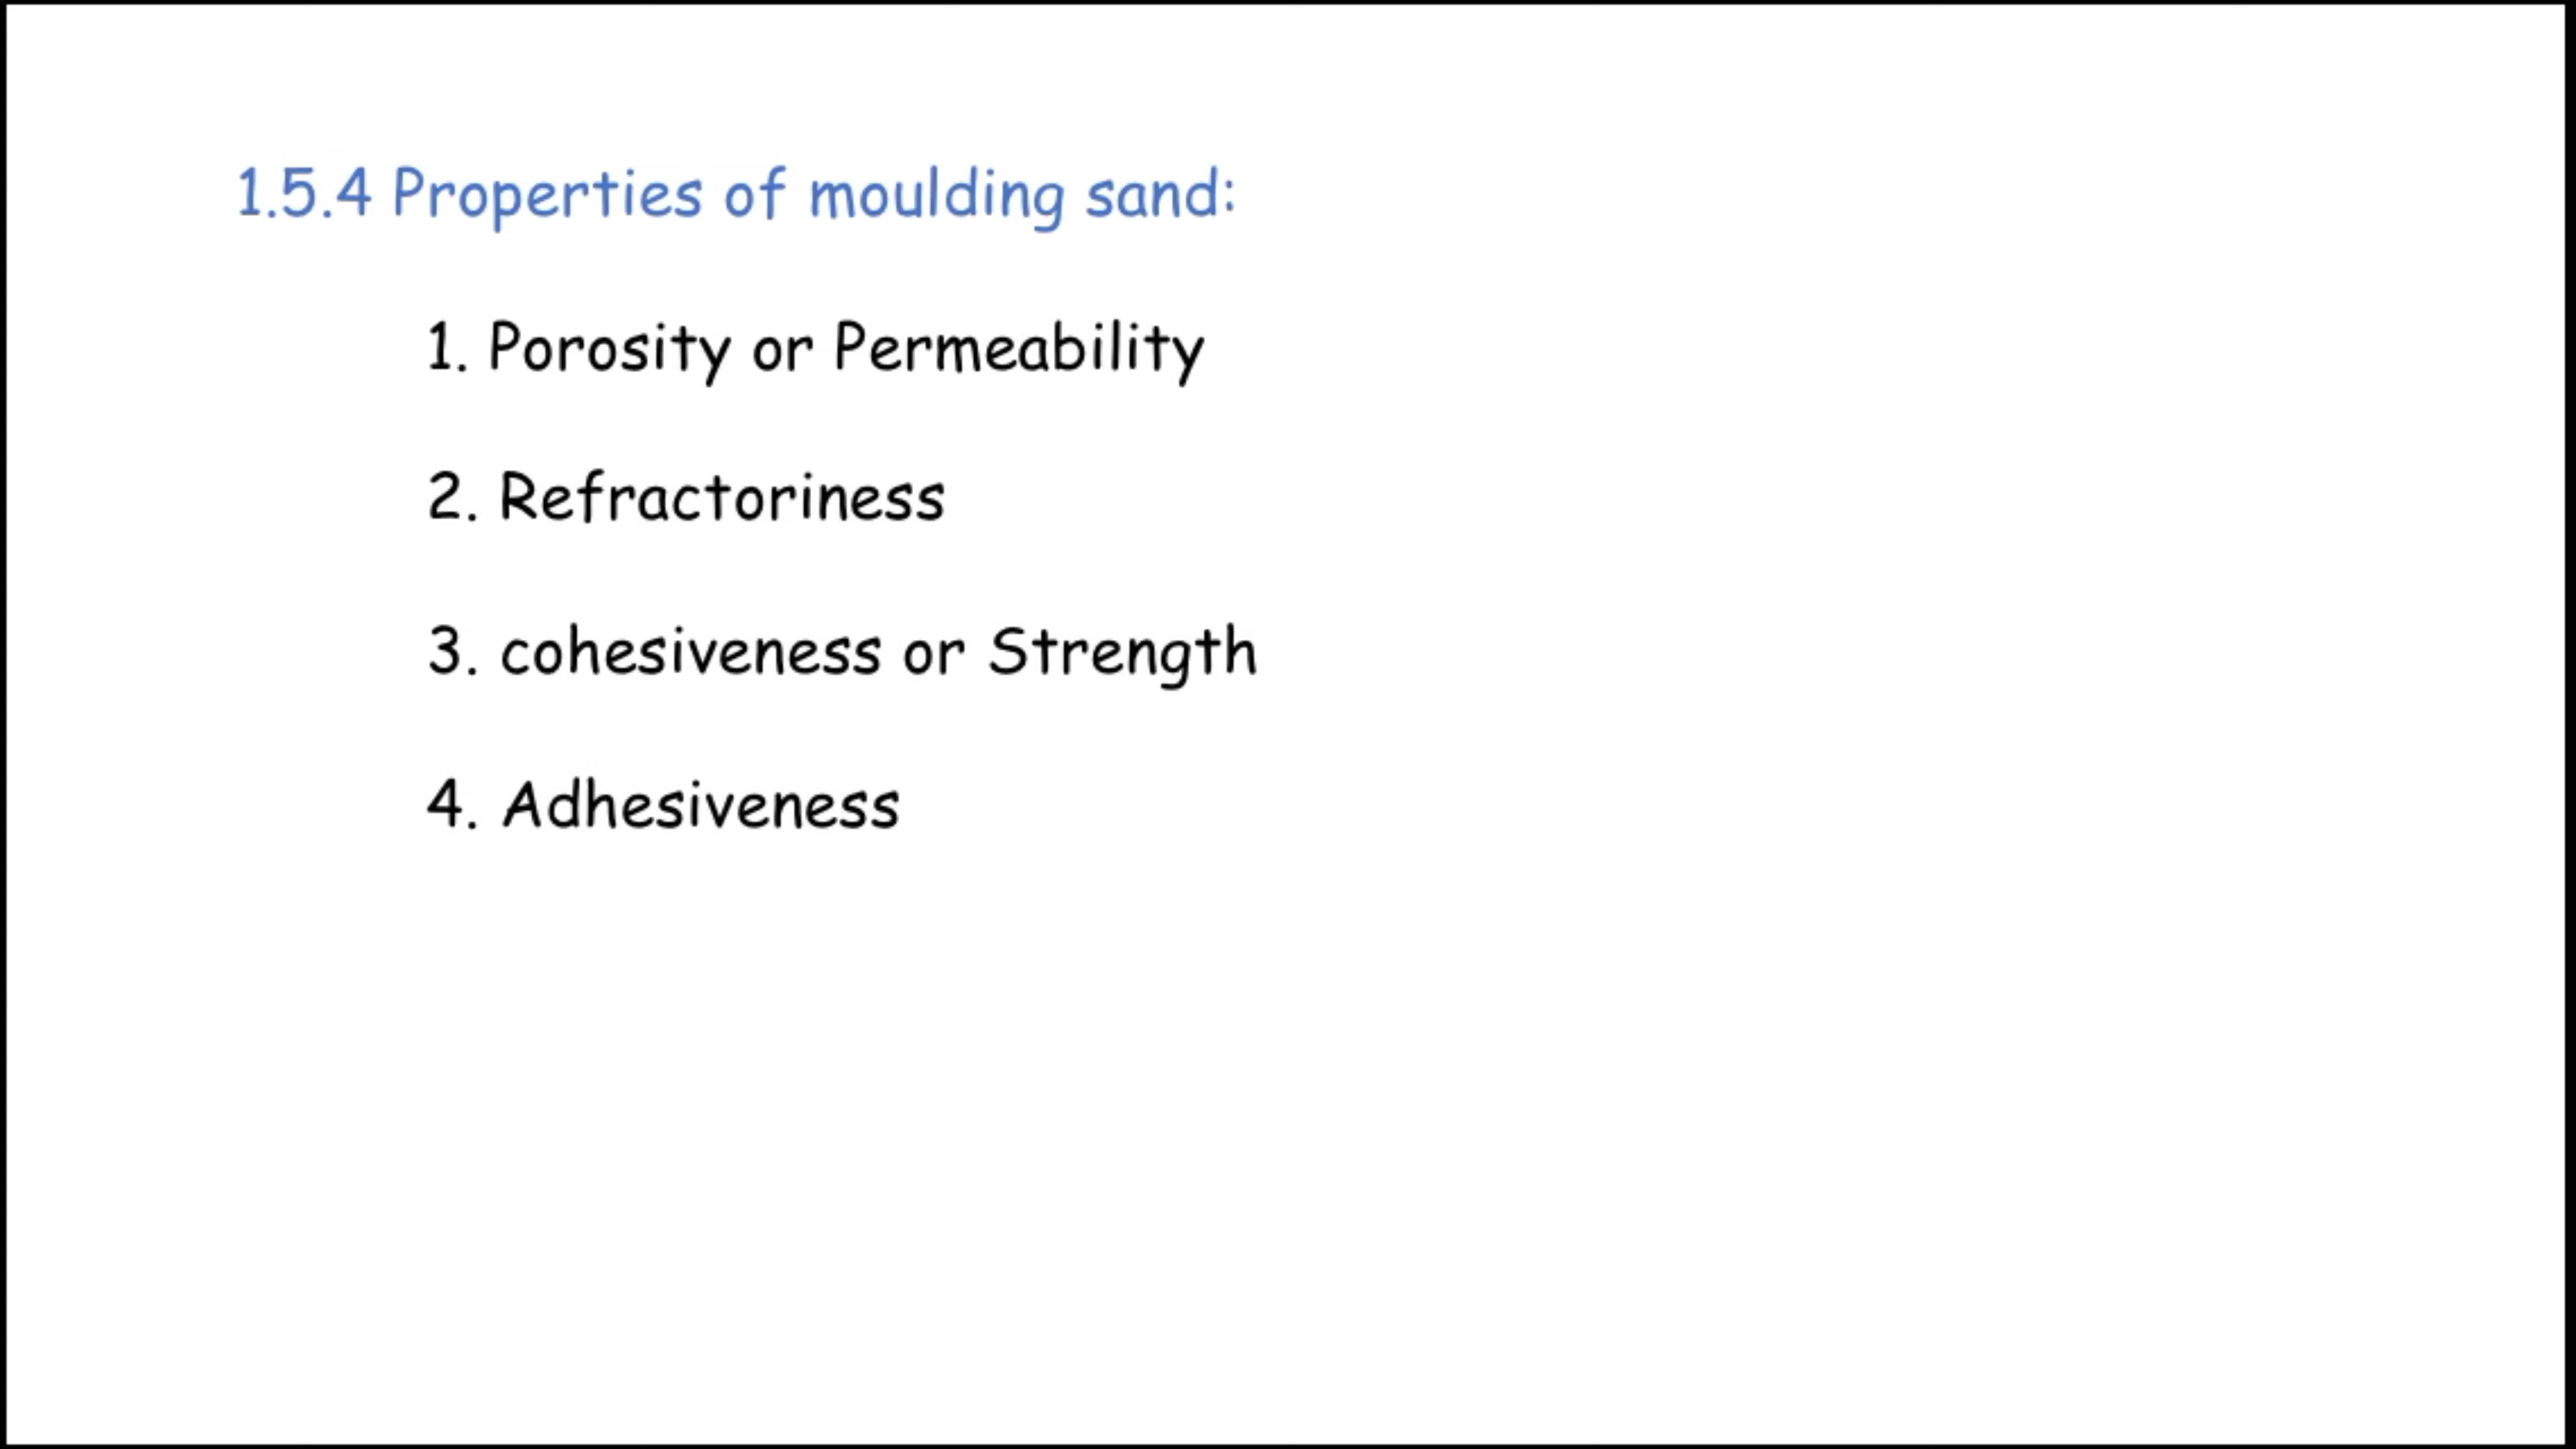 1.5.4 Properties of moulding sand:
1. Porosity or Permeability
2. Refractoriness
3. cohesiveness or Strength
4. Adhesiveness